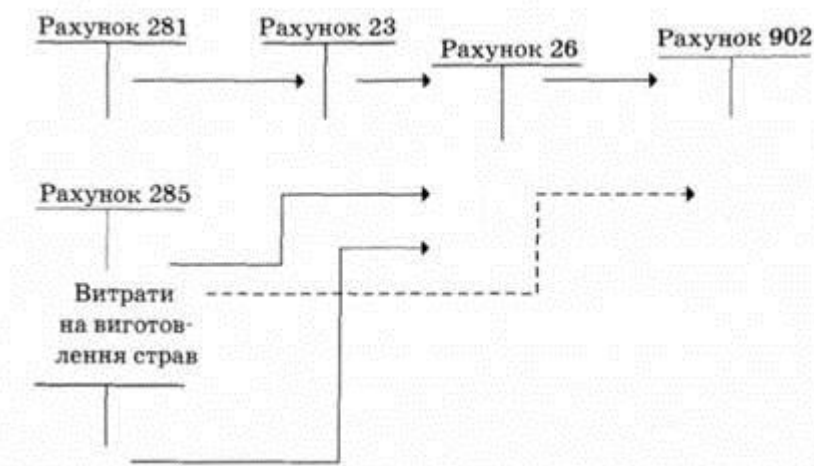 Рахунок 281
Рахунок 23
Рахунок 26
Рахунок 902
Рахунок 285
Витрати
на виготов-
лення страв